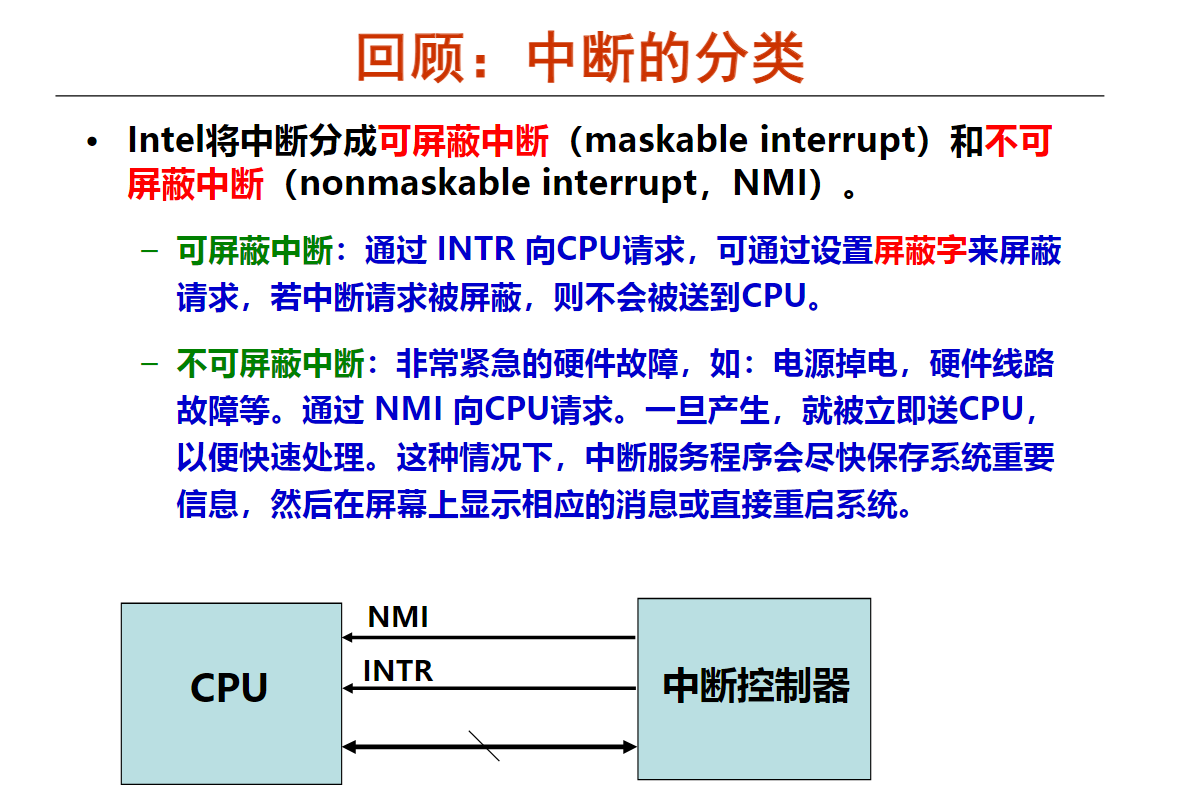 回顾：中断的分类
• Intel将中断分成可屏蔽中断（maskable interrupt）和不可
屏蔽中断（nonmaskable interrupt，NMI）。
– 可屏蔽中断：通过 INTR 向CPU请求，可通过设置屏蔽字来屏蔽
请求，若中断请求被屏蔽，则不会被送到CPU。
– 不可屏蔽中断：非常紧急的硬件故障，如：电源掉电，硬件线路
故障等。通过 NMI 向CPU请求。一旦产生，就被立即送CPU，
以便快速处理。这种情况下，中断服务程序会尽快保存系统重要
信息，然后在屏幕上显示相应的消息或直接重启系统。
NMI
INTR
CPU
中断控制器